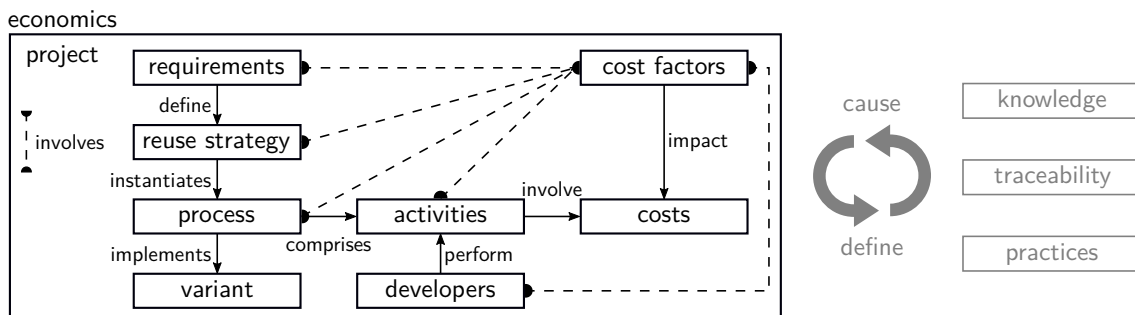 economics
project
requirements
cost factors
define
involves
reuse strategy
impact
instantiates
process
comprises
activities
involve
costs
implements
perform
variant
developers
cause
define
knowledge
traceability
practices